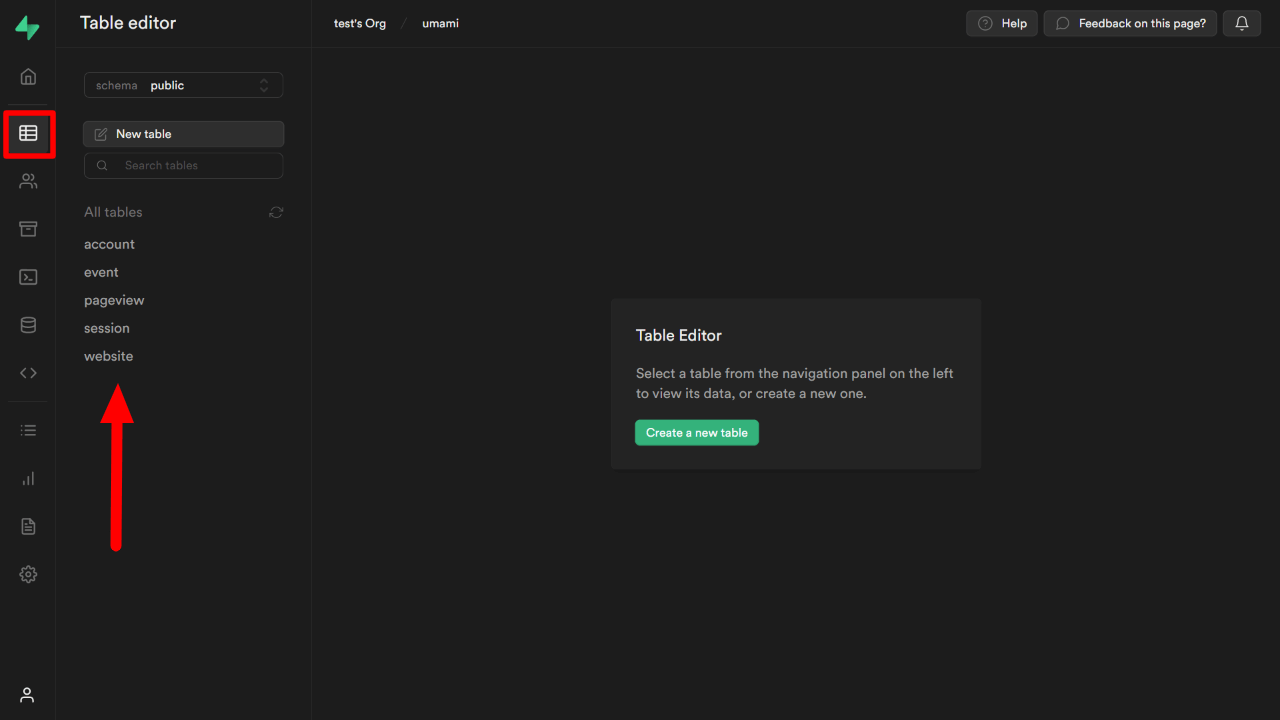 Table editor
test's Org / umami
Help
Feedback on this page?
schema public
New table
Search tables
All tables
account
event
pageview
session
website
Table Editor
Select a table from the navigation panel on the left
to view its data, or create a new one.
Create a new table